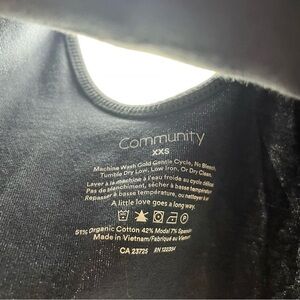 Community
XXS
Machine Wash Cold Gentle Cycle, No Bleach,
Tumble Dry Low, Low Iron, Or Dry Clean.
Laver à la machine à l'eau froide au cycle délicat
Pas de blanchiment, sécher à basse température
Repasser à basse température, ou nettoyer à sec
A little love goes a long way.
51% Organic Cotton 42% Modal 7% Spandex
Made in Vietnam/Fabriqué au Vietnam
CA 23725 RN